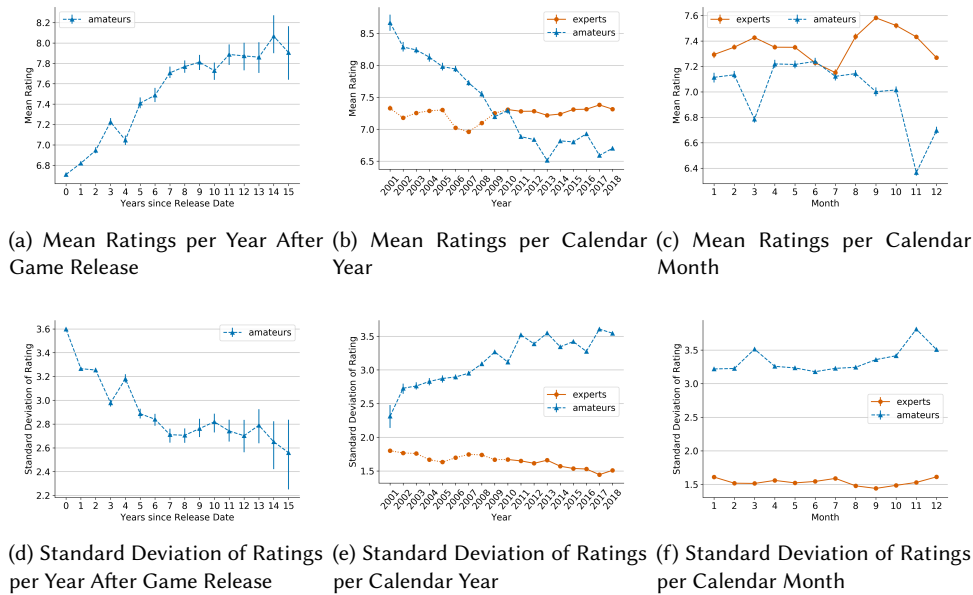 8.2
8.0
7.8
7.6
7.4
7.2
7.0
6.8
Mean Rating
amateurs
0 1 2 3 4 5 6 7 8 9 10 11 12 13 14 15
Years since Release Date
(a) Mean Ratings per Year After
Game Release
8.5
8.0
7.5
7.0
6.5
Mean Rating
experts
amateurs
2001 2002 2003 2004 2005 2006 2007 2008 2009 2010 2011 2012 2013 2014 2015 2016 2017 2018
Year
(b) Mean Ratings per Calendar
Year
7.6
7.4
7.2
7.0
6.8
6.6
6.4
Mean Rating
experts amateurs
1 2 3 4 5 6 7 8 9 10 11 12
Month
(c) Mean Ratings per Calendar
Month
3.6
3.4
3.2
3.0
2.8
2.6
2.4
2.2
Standard Deviation of Rating
amateurs
0 1 2 3 4 5 6 7 8 9 10 11 12 13 14 15
Years since Release Date
(d) Standard Deviation of Ratings
per Year After Game Release
3.5
3.0
2.5
2.0
1.5
Standard Deviation of Rating
experts
amateurs
2001 2002 2003 2004 2005 2006 2007 2008 2009 2010 2011 2012 2013 2014 2015 2016 2017 2018
Year
(e) Standard Deviation of Ratings
per Calendar Year
3.5
3.0
2.5
2.0
1.5
Standard Deviation of Rating
experts
amateurs
1 2 3 4 5 6 7 8 9 10 11 12
Month
(f) Standard Deviation of Ratings
per Calendar Month